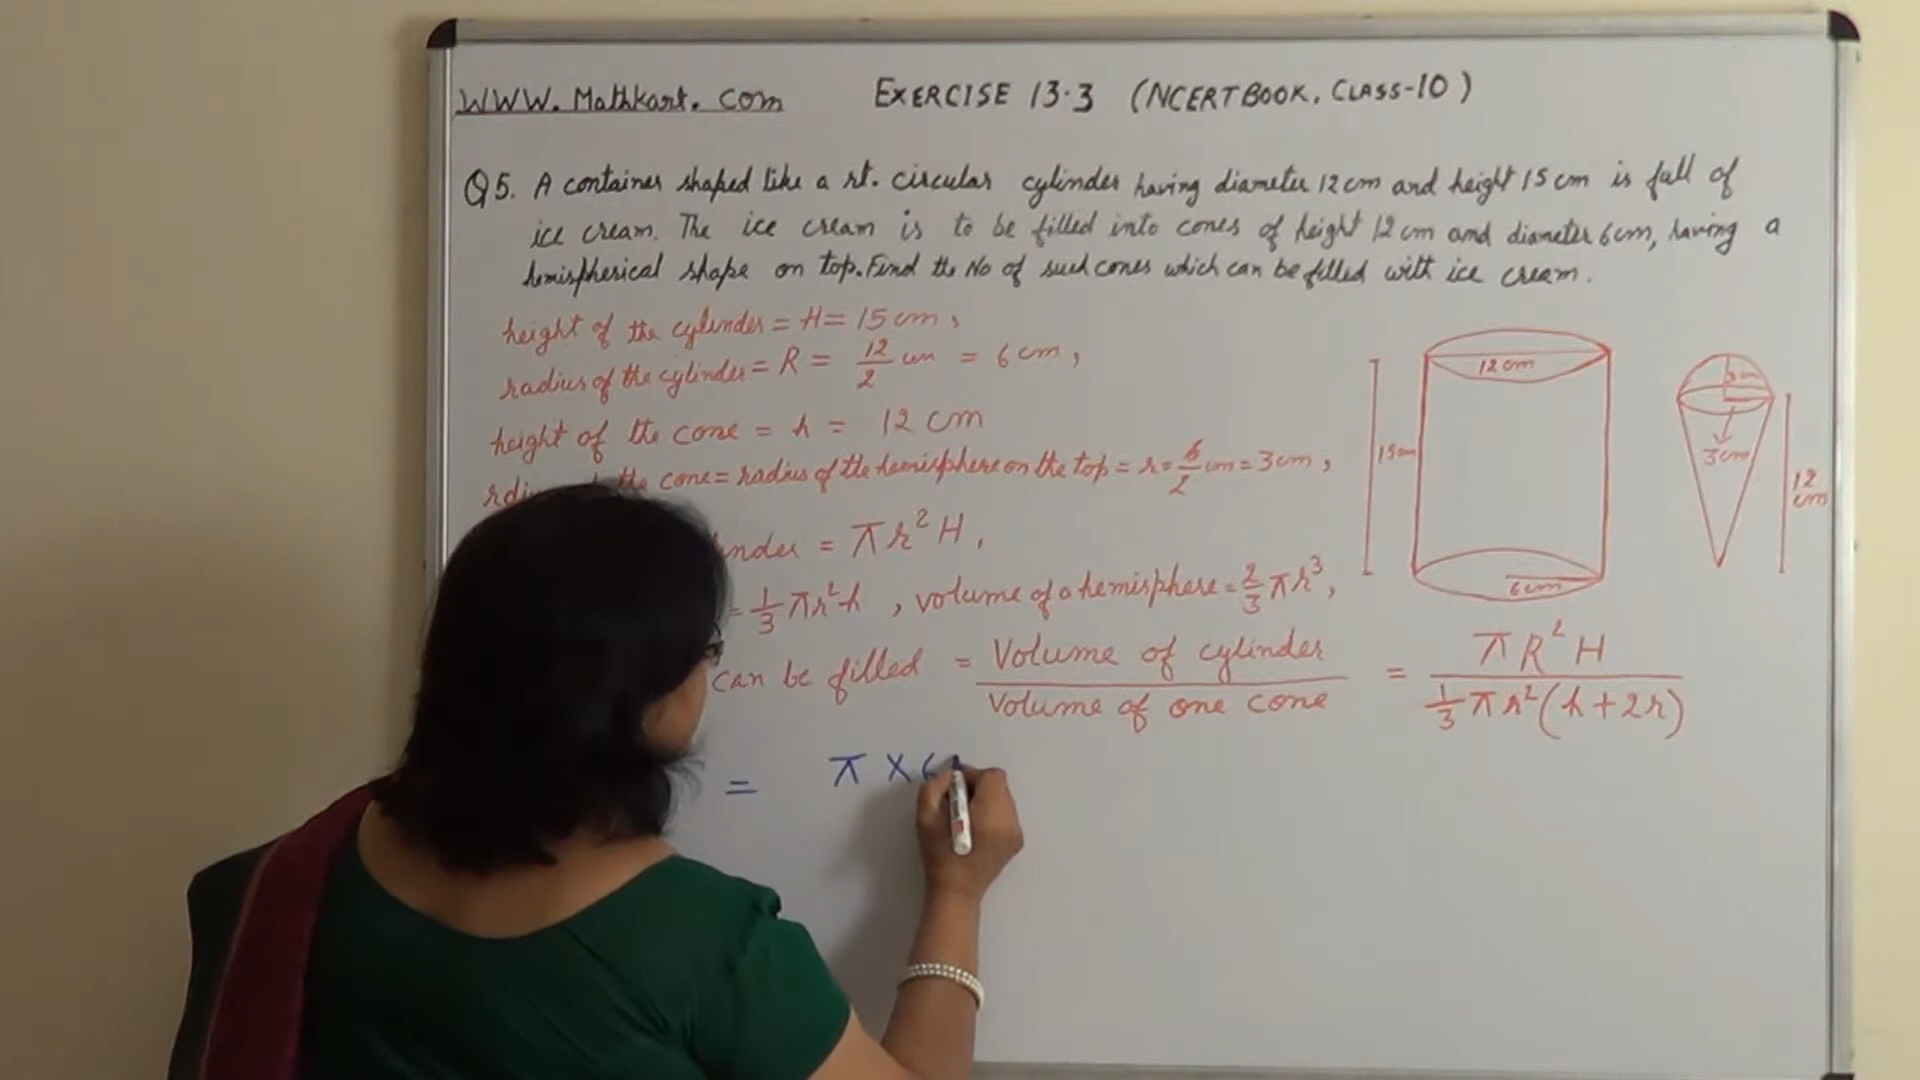 WWW. Mathkart. com EXERCISE 13.3 (NCERT BOOK, CLASS-10)
Q5. A container shaped like a rt. circular cylinder having diameter 12 cm and height 15 cm is full of
ice cream. The ice cream is to be filled into cones of height 12 cm and diameter 6cm, having a
hemispherical shape on top. Find the No of such cones which can be filled with ice cream.
height of the cylinder = H = 15 cm,
radius of the cylinder = R = 12/2 cm = 6 cm,
height of the cone = h = 12 cm
the cone = radius of the hemisphere on the top = r = 6/2 cm = 3 cm,
= πr²H,
= 1/3 πr²h, volume of a hemisphere = 2/3 πr³,
can be filled = Volume of cylinder / Volume of one cone = πR²H / 1/3 πr²(h+2r)
= π × 6
12 cm
15 cm
6cm
3cm
12 cm